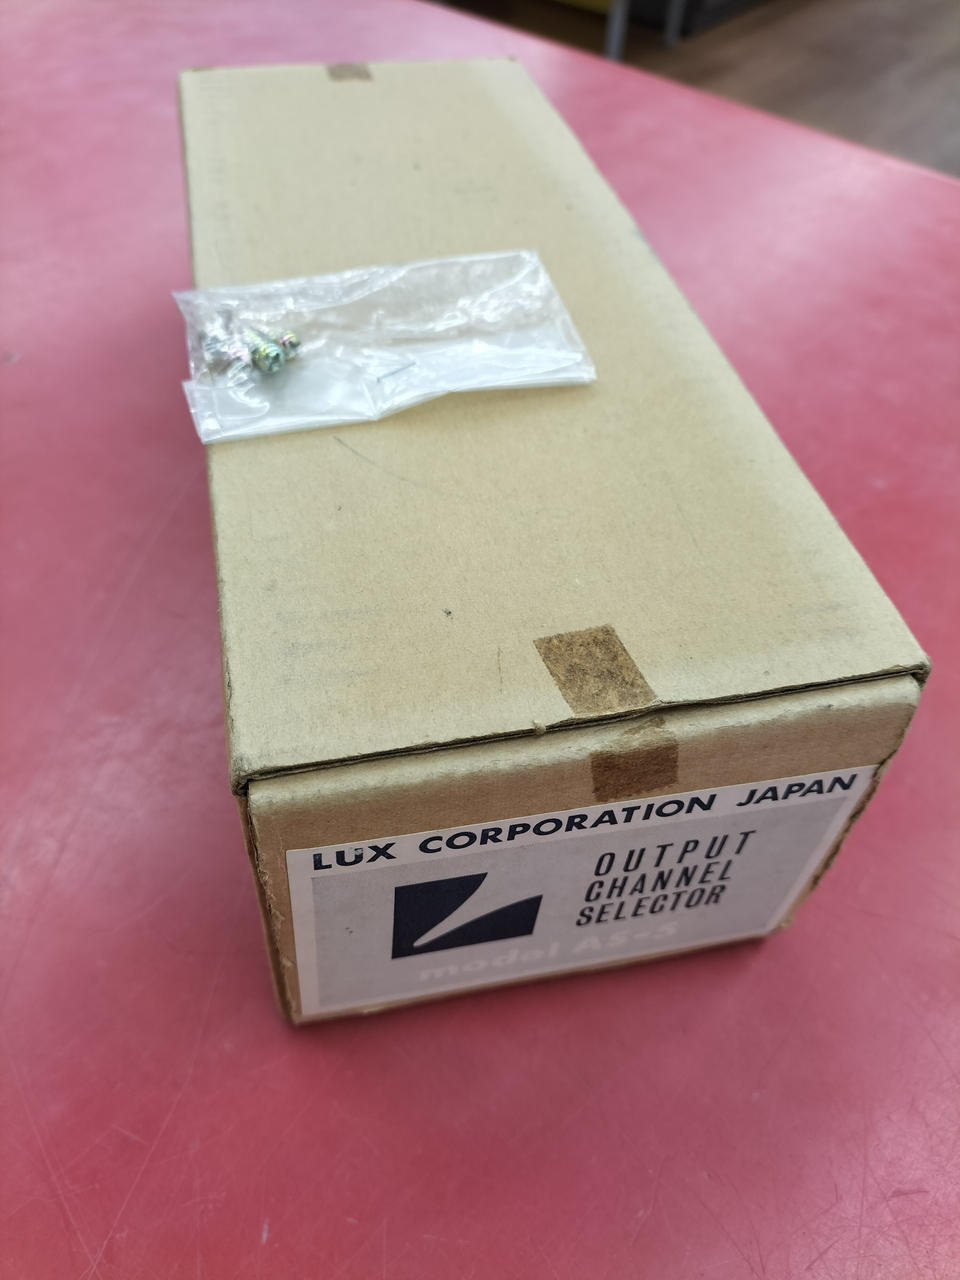 LUX CORPORATION JAPAN
OUTPUT
CHANNEL
SELECTOR
model AS-5